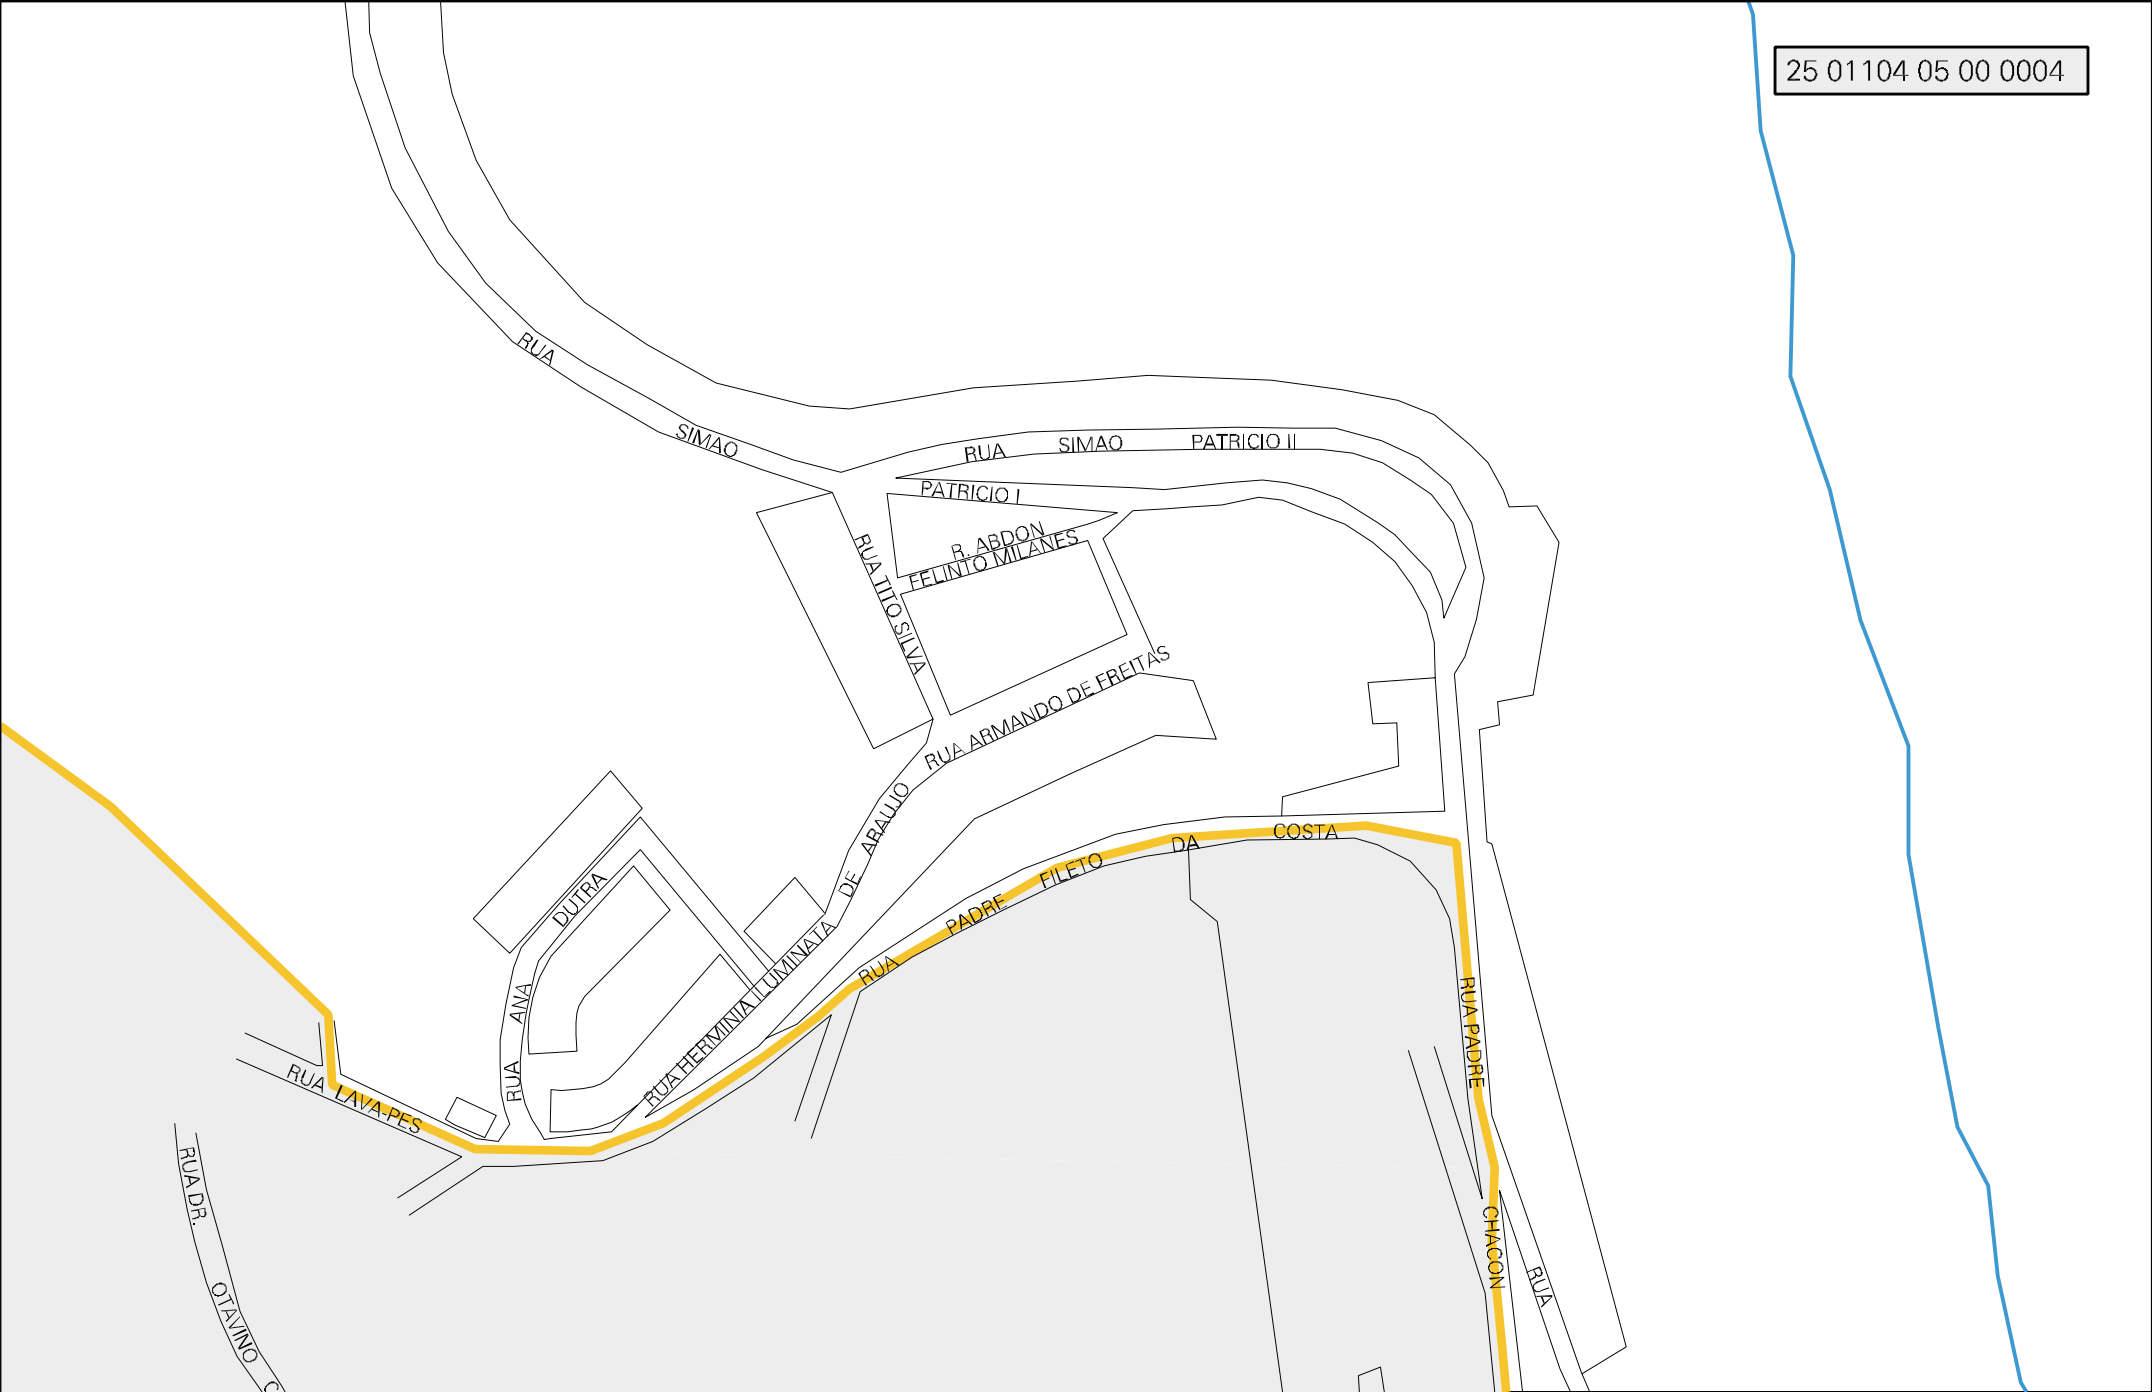 25 01104 05 00 0004
RUA SIMAO PATRICIO I
RUA SIMAO PATRICIO II
R. ABDON
FELINTO MILANES
RUA TITO SILVA
RUA ARMANDO DE FREITAS
RUA HERMINIA ILUMINATA DE ARAUJO
RUA ANA DUTRA
RUA PADRE FILETO DA COSTA
RUA LAVA-PES
RUA PADRE CHACON
RUA
RUA DR. OTAVINO C